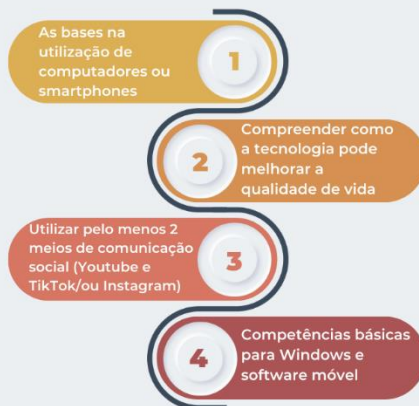 As bases na
utilização de
computadores ou
smartphones
1
2
Compreender como
a tecnologia pode
melhorar a
qualidade de vida
Utilizar pelo menos 2
meios de comunicação
social (Youtube e
TikTok/ou Instagram)
3
4
Competências básicas
para Windows e
software móvel